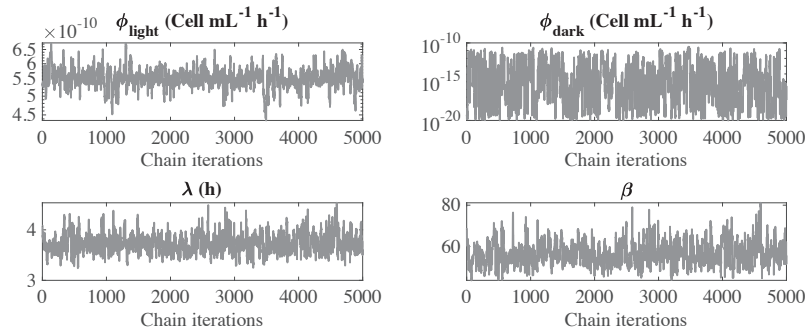 ϕ_light (Cell mL⁻¹ h⁻¹)
×10⁻¹⁰
6.5
5.5
5
4.5
0 1000 2000 3000 4000 5000
Chain iterations
ϕ_dark (Cell mL⁻¹ h⁻¹)
10⁻¹⁰
10⁻¹⁵
10⁻²⁰
0 1000 2000 3000 4000 5000
Chain iterations
λ (h)
4
3
0 1000 2000 3000 4000 5000
Chain iterations
β
80
60
0 1000 2000 3000 4000 5000
Chain iterations